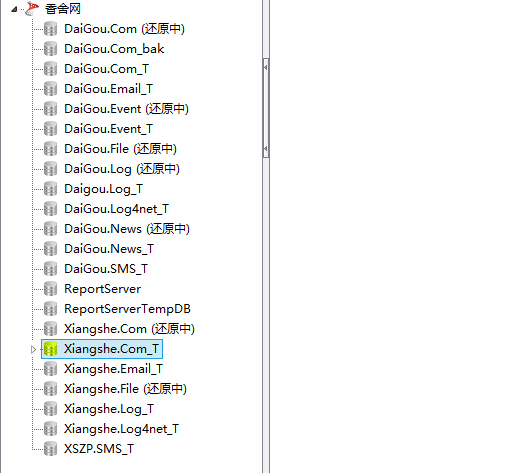 香舍网
DaiGou.Com (还原中)
DaiGou.Com_bak
DaiGou.Com_T
DaiGou.Email_T
DaiGou.Event (还原中)
DaiGou.Event_T
DaiGou.File (还原中)
DaiGou.Log (还原中)
Daigou.Log_T
DaiGou.Log4net_T
DaiGou.News (还原中)
DaiGou.News_T
DaiGou.SMS_T
ReportServer
ReportServerTempDB
Xiangshe.Com (还原中)
Xiangshe.Com_T
Xiangshe.Email_T
Xiangshe.File (还原中)
Xiangshe.Log_T
Xiangshe.Log4net_T
XSZP.SMS_T